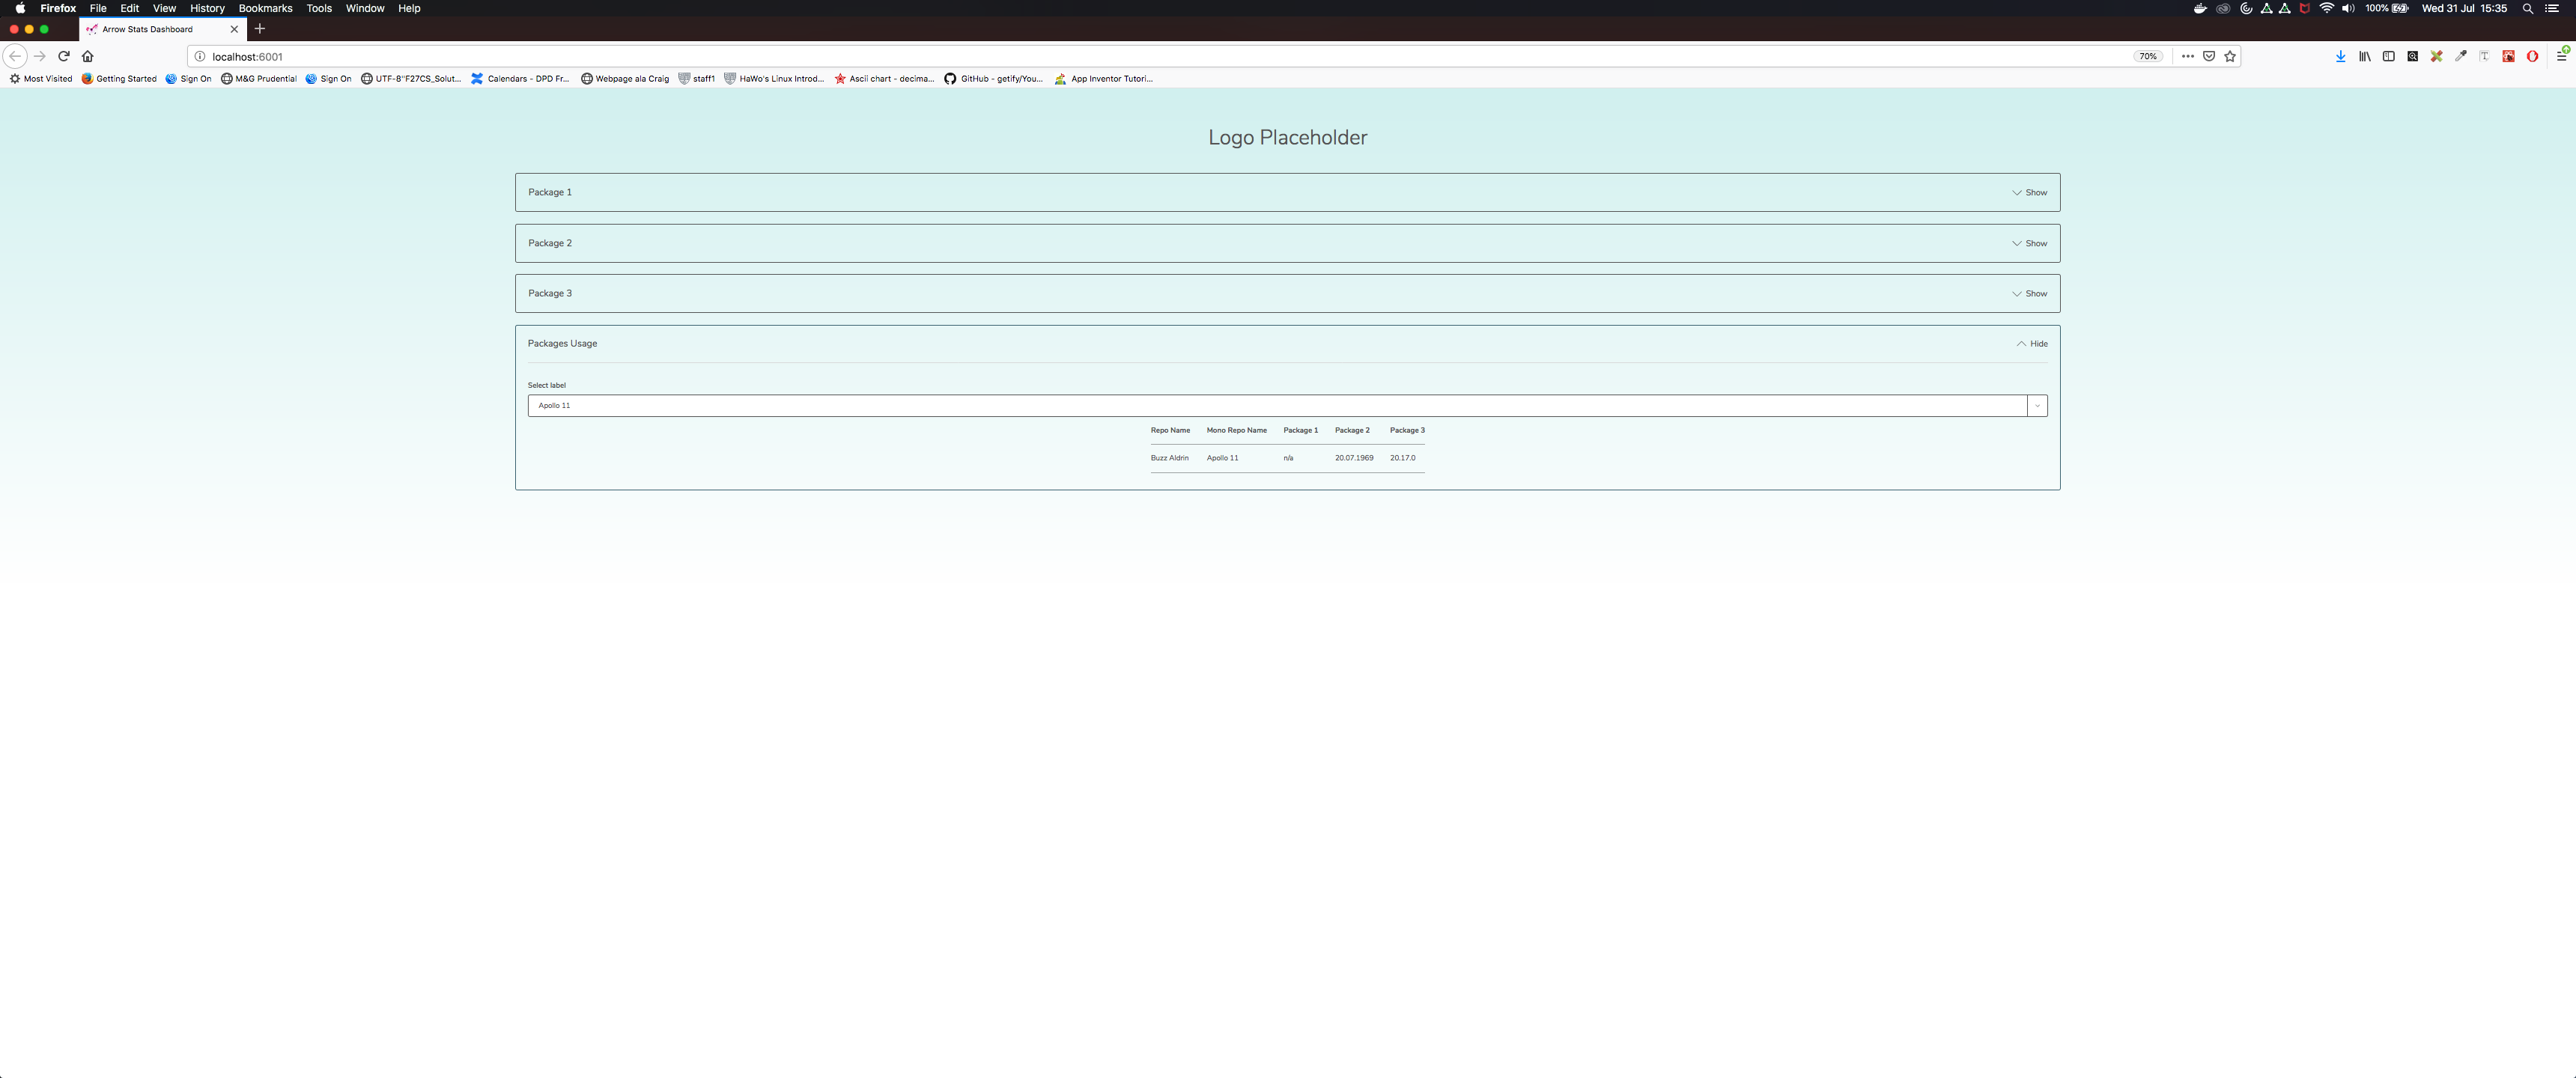 Firefox File Edit View History Bookmarks Tools Window Help 100% Wed 31 Jul 15:35
Arrow Stats Dashboard
localhost:6001 70%
Most Visited Getting Started Sign On M&G Prudential Sign On UTF-8''F27CS_Solut... Calendars - DPD Fr... Webpage ala Craig staff1 HaWo's Linux Introd... Ascii chart - decima... GitHub - getify/You... App Inventor Tutori...
Logo Placeholder
Package 1 Show
Package 2 Show
Package 3 Show
Packages Usage Hide
Select label
Apollo 11
Repo Name Mono Repo Name Package 1 Package 2 Package 3
Buzz Aldrin Apollo 11 n/a 20.07.1969 20.17.0